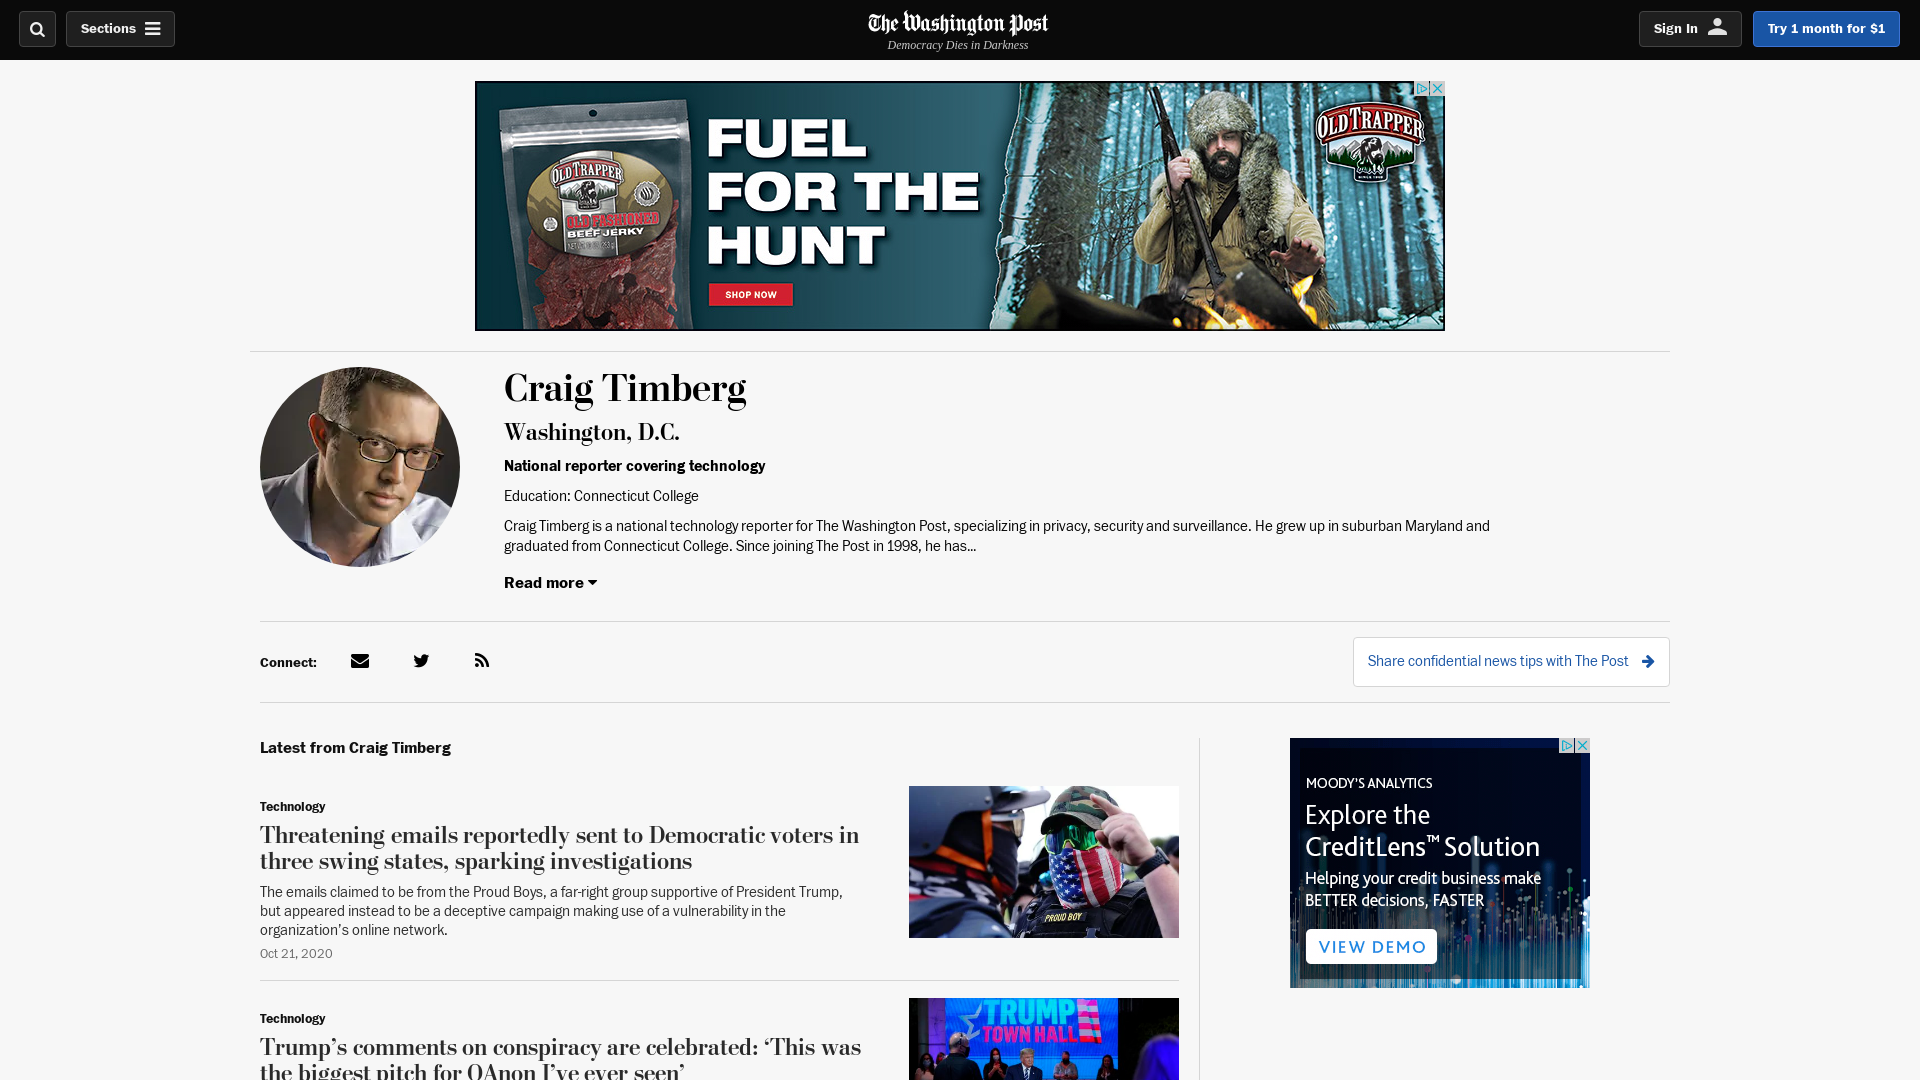 Sections
The Washington Post
Democracy Dies in Darkness
Sign In
Try 1 month for $1
OLD TRAPPER
OLD FASHIONED
BEEF JERKY
FUEL
FOR THE
HUNT
SHOP NOW
OLD TRAPPER
SINCE 1969
Craig Timberg
Washington, D.C.
National reporter covering technology
Education: Connecticut College
Craig Timberg is a national technology reporter for The Washington Post, specializing in privacy, security and surveillance. He grew up in suburban Maryland and
graduated from Connecticut College. Since joining The Post in 1998, he has...
Read more
Connect:
Share confidential news tips with The Post
Latest from Craig Timberg
Technology
Threatening emails reportedly sent to Democratic voters in
three swing states, sparking investigations
The emails claimed to be from the Proud Boys, a far-right group supportive of President Trump,
but appeared instead to be a deceptive campaign making use of a vulnerability in the
organization’s online network.
Oct 21, 2020
PROUD BOY
MOODY'S ANALYTICS
Explore the
CreditLens™ Solution
Helping your credit business make
BETTER decisions, FASTER
VIEW DEMO
Technology
Trump’s comments on conspiracy are celebrated: ‘This was
the biggest pitch for QAnon I’ve ever seen’
TRUMP
TOWN HALL